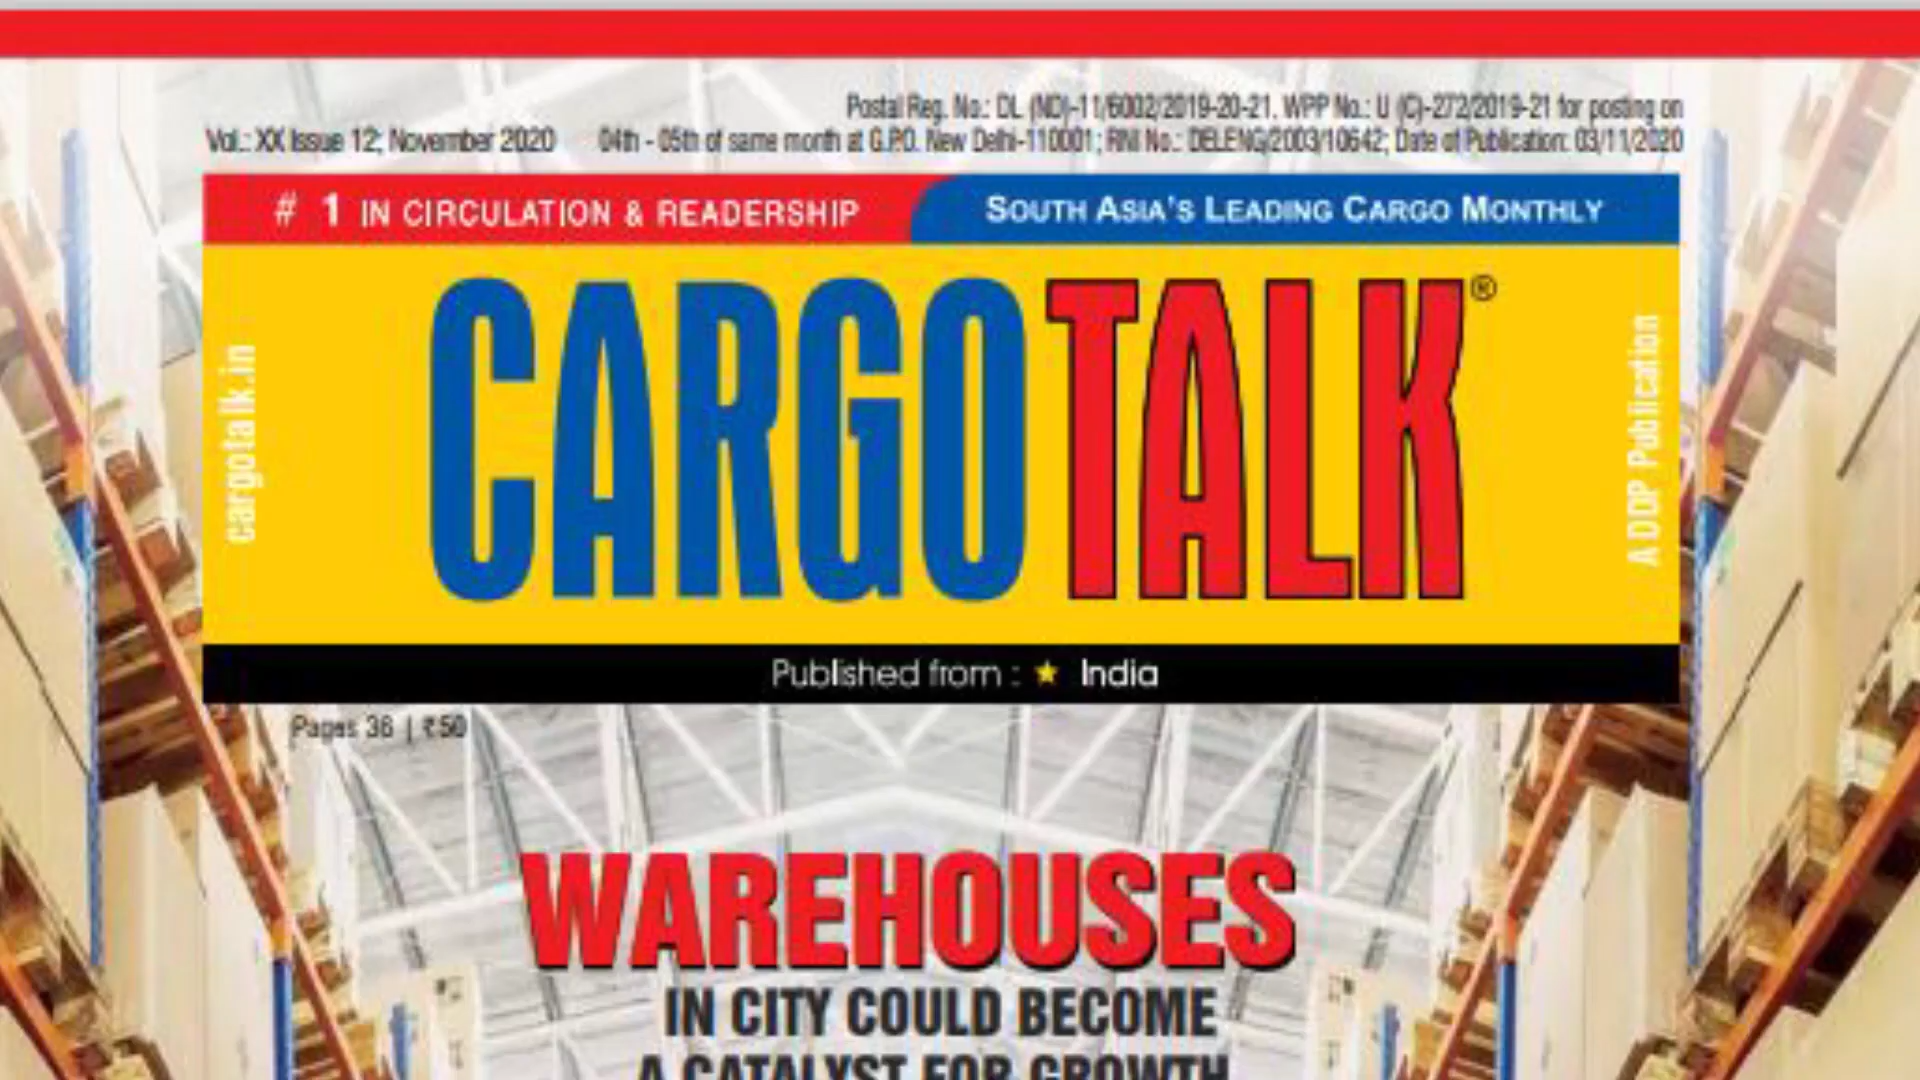 Postal Reg. No.: DL (ND)-11/6002/2019-20-21, WPP No.: U (C)-272/2019-21 for posting on
Vol.: XX Issue 12; November 2020 04th - 05th of same month at G.P.O. New Delhi-110001; RNI No.: DELENG/2003/10642; Date of Publication: 03/11/2020
# 1 IN CIRCULATION & READERSHIP
SOUTH ASIA'S LEADING CARGO MONTHLY
cargotalk.in
CARGOTALK®
A DDP Publication
Published from : ★ India
Pages 36 | ₹50
WAREHOUSES
IN CITY COULD BECOME
A CATALYST FOR GROWTH